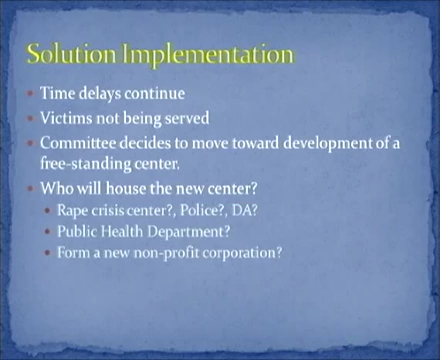 Solution Implementation
Time delays continue
Victims not being served
Committee decides to move toward development of a
free-standing center.
Who will house the new center?
Rape crisis center?, Police?, DA?
Public Health Department?
Form a new non-profit corporation?